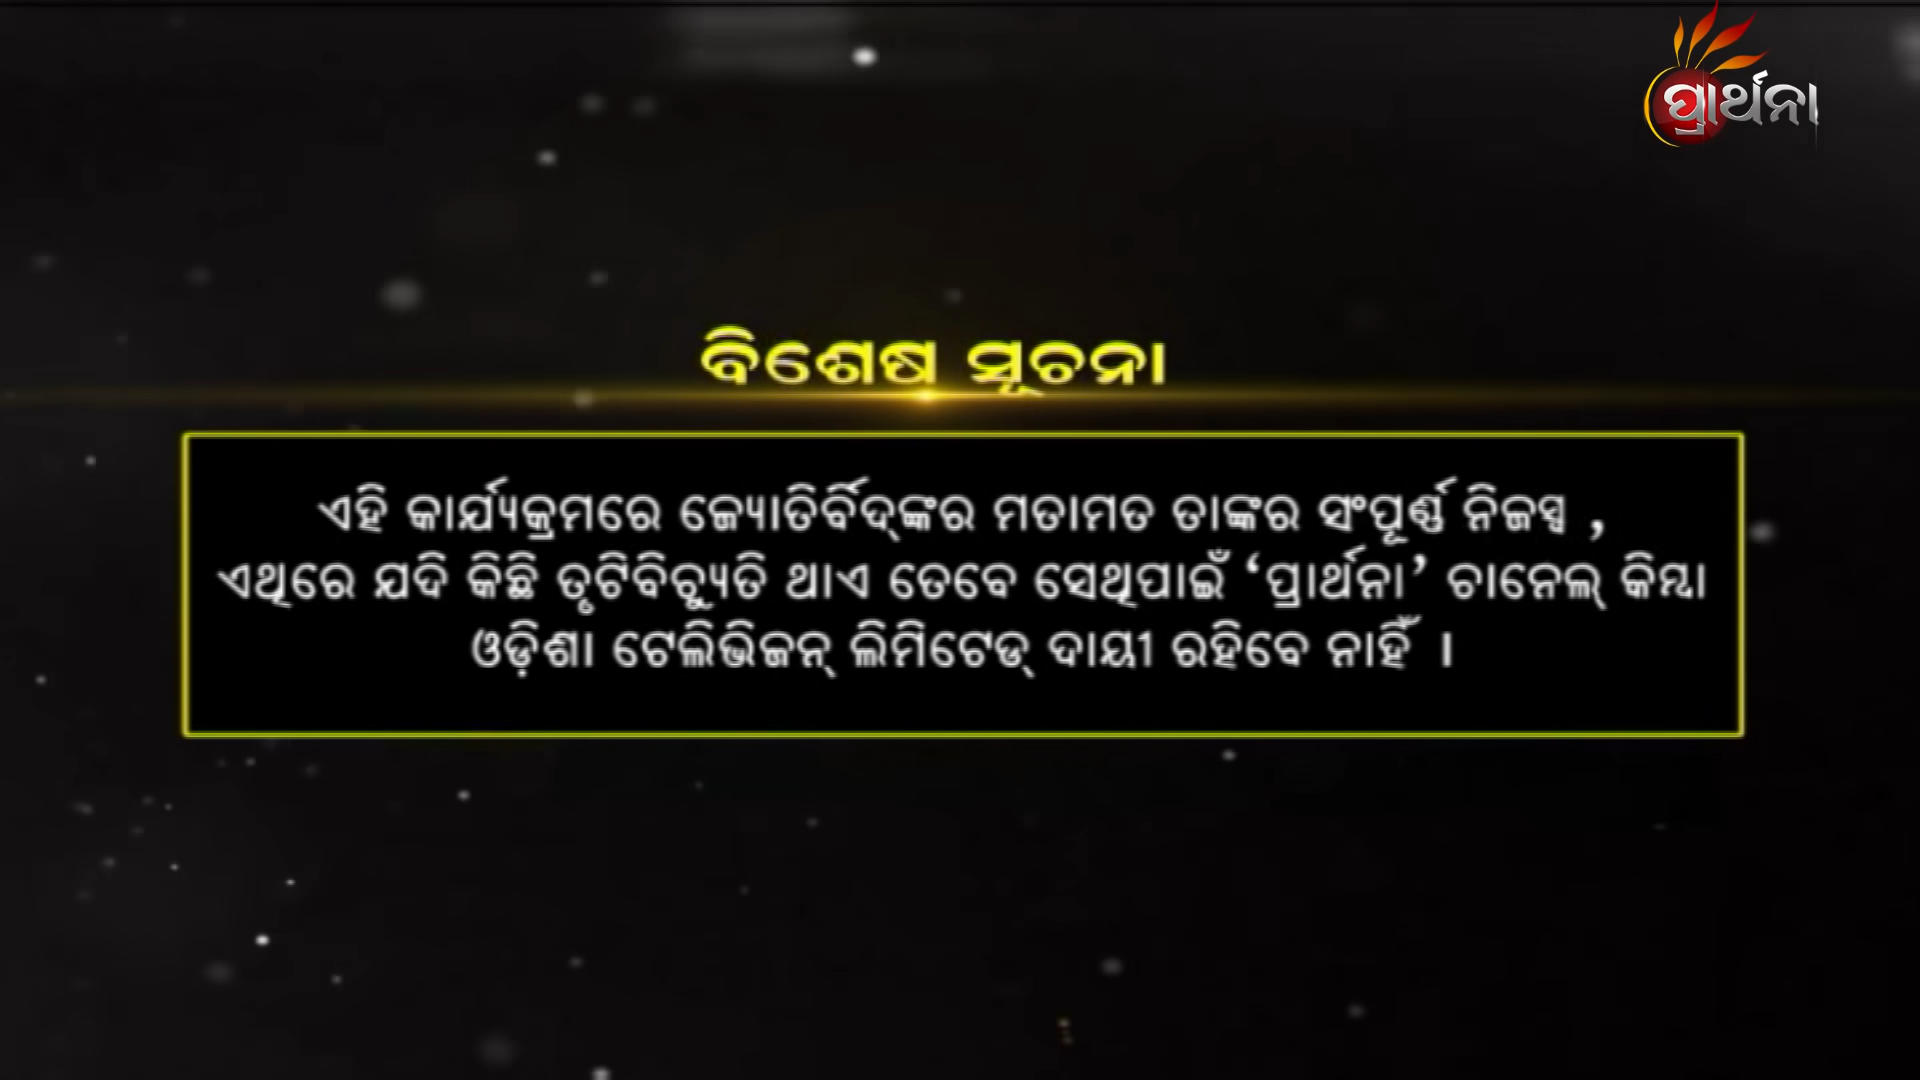 ପ୍ରାର୍ଥନା
ବିଶେଷ ସୂଚନା
ଏହି କାର୍ଯ୍ୟକ୍ରମରେ ଜ୍ୟୋତିର୍ବିଦ୍‌ଙ୍କର ମତାମତ ତାଙ୍କର ସଂପୂର୍ଣ୍ଣ ନିଜସ୍ୱ ,
ଏଥିରେ ଯଦି କିଛି ତୃଟିବିଚ୍ୟୁତି ଥାଏ ତେବେ ସେଥିପାଇଁ ‘ପ୍ରାର୍ଥନା’ ଚାନେଲ୍ କିମ୍ବା
ଓଡ଼ିଶା ଟେଲିଭିଜନ୍ ଲିମିଟେଡ୍ ଦାୟୀ ରହିବେ ନାହିଁ ।